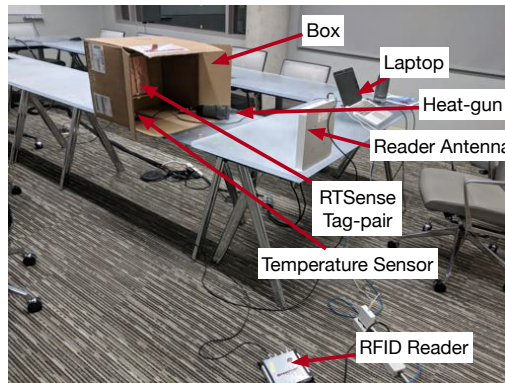 Box
Laptop
Heat-gun
Reader Antenna
RTSense
Tag-pair
Temperature Sensor
RFID Reader